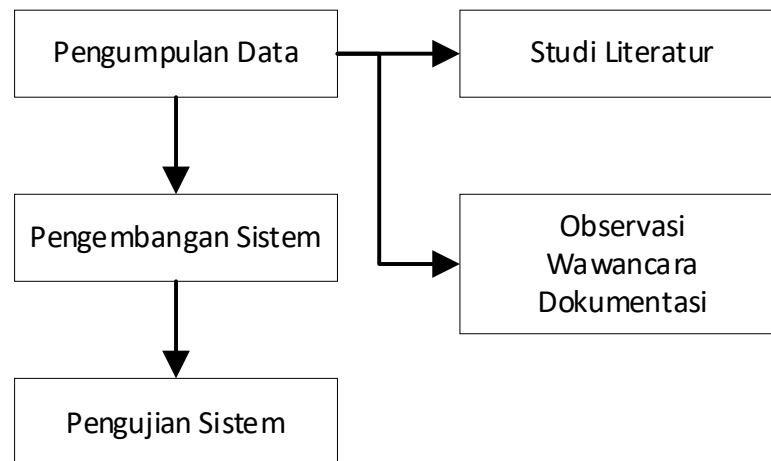 Pengumpulan Data
Studi Literatur
Pengembangan Sistem
Observasi
Wawancara
Dokumentasi
Pengujian Sistem